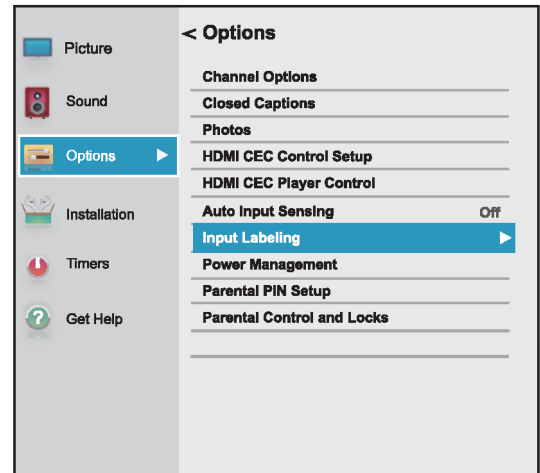 Picture
Sound
Options
Installation
Timers
Get Help
< Options
Channel Options
Closed Captions
Photos
HDMI CEC Control Setup
HDMI CEC Player Control
Auto Input Sensing Off
Input Labeling
Power Management
Parental PIN Setup
Parental Control and Locks